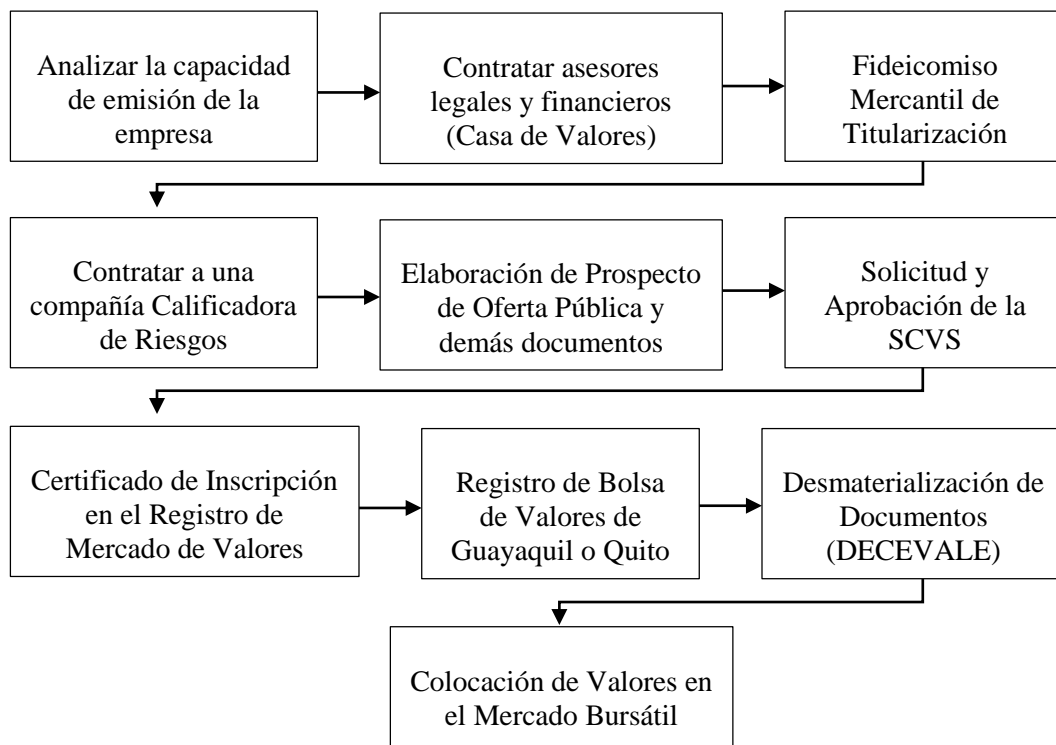 Analizar la capacidad
de emisión de la
empresa
Contratar asesores
legales y financieros
(Casa de Valores)
Fideicomiso
Mercantil de
Titularización
Contratar a una
compañía Calificadora
de Riesgos
Elaboración de Prospecto
de Oferta Pública y
demás documentos
Solicitud y
Aprobación de la
SCVS
Certificado de Inscripción
en el Registro de
Mercado de Valores
Registro de Bolsa
de Valores de
Guayaquil o Quito
Desmaterialización de
Documentos
(DECEVALE)
Colocación de Valores en
el Mercado Bursátil